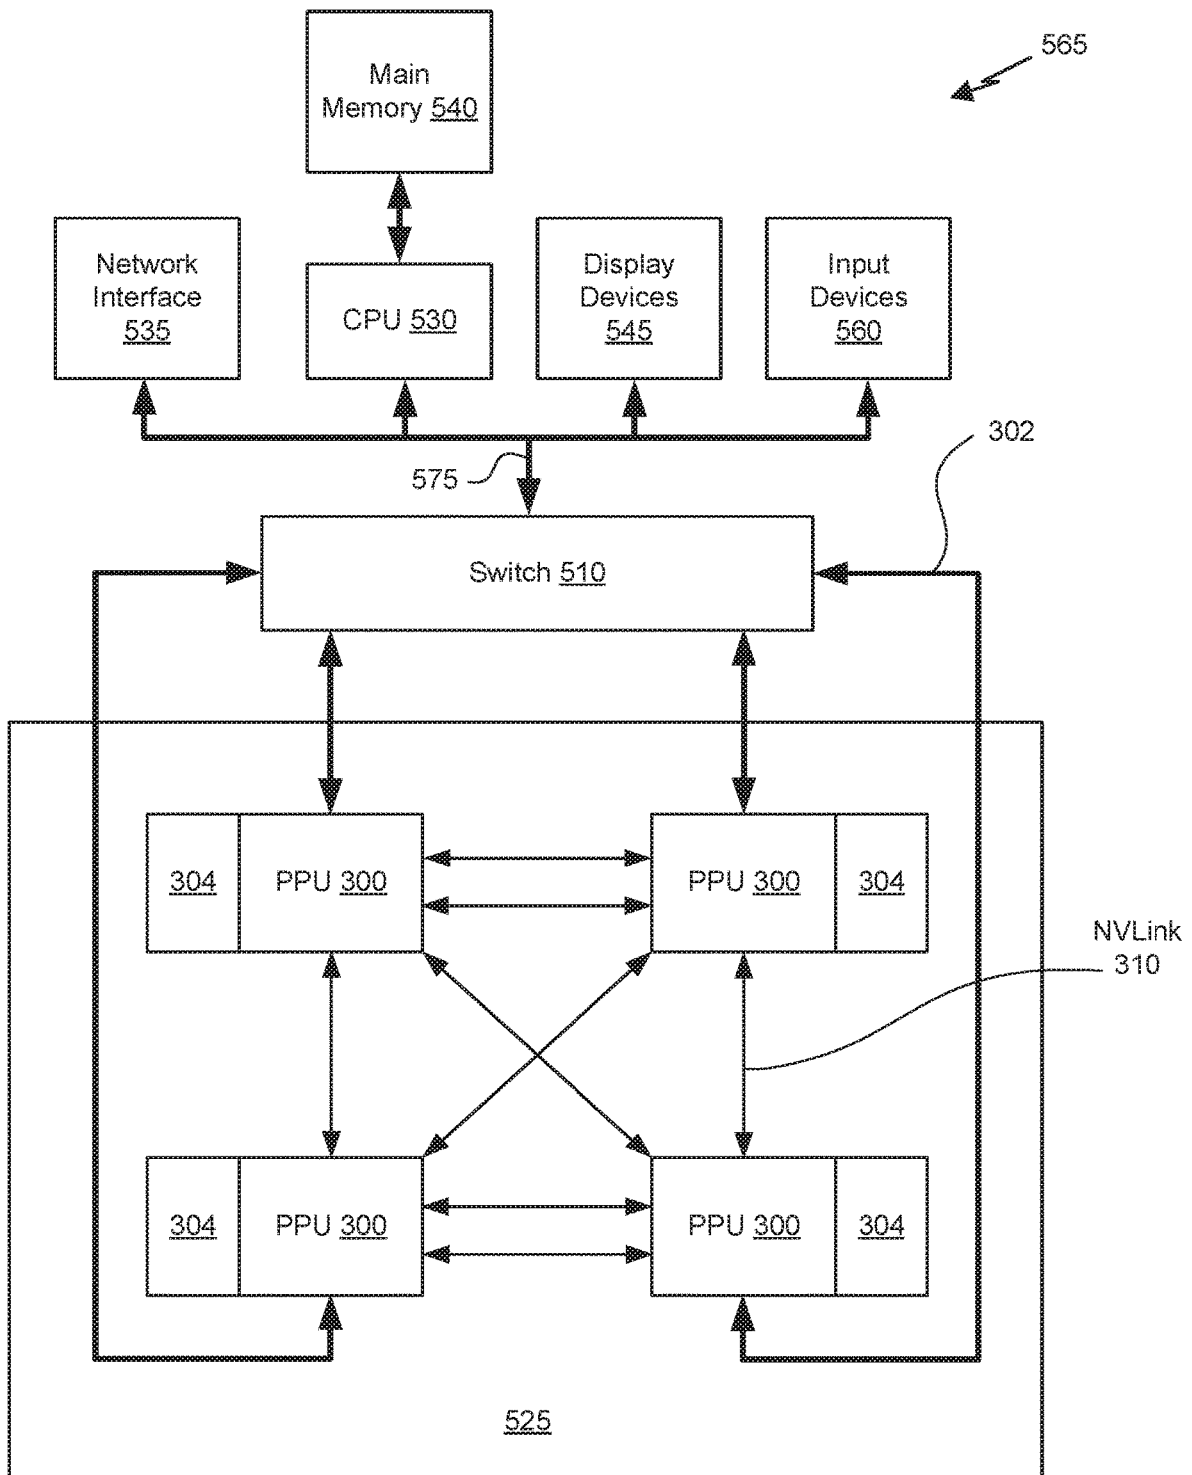 565
Main
Memory 540
Network
Interface
535
CPU 530
Display
Devices
545
Input
Devices
560
302
575
Switch 510
304
PPU 300
PPU 300
304
NVLink
310
304
PPU 300
PPU 300
304
525